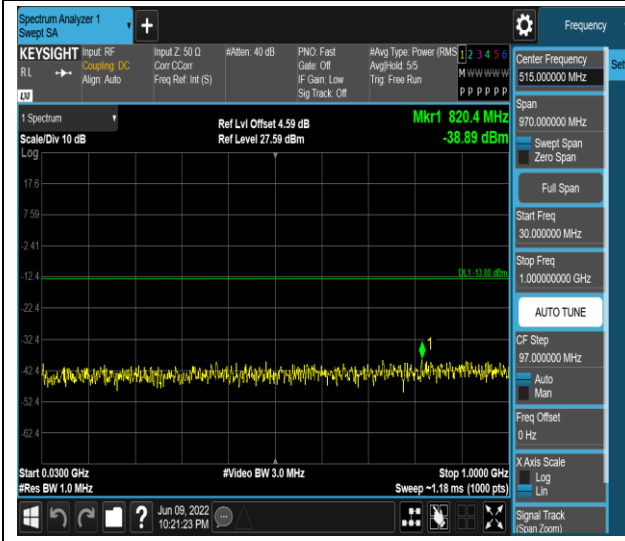 Spectrum Analyzer 1
Swept SA
+
Frequency
KEYSIGHT
Input: RF
Input Z: 50 Ω
#Atten: 40 dB
PNO: Fast
#Avg Type: Power (RMS
1 2 3 4 5 6
RL
Coupling: DC
Corr CCorr
Gate: Off
Avg|Hold: 5/5
M W W W W W
Align: Auto
Freq Ref: Int (S)
IF Gain: Low
Trig: Free Run
P P P P P P
Sig Track: Off
LXI
1 Spectrum
Ref Lvl Offset 4.59 dB
Mkr1 820.4 MHz
Scale/Div 10 dB
Ref Level 27.59 dBm
-38.89 dBm
Log
17.6
7.59
-2.41
-12.4
DL1 -13.00 dBm
-22.4
-32.4
1
-42.4
-52.4
-62.4
Start 0.0300 GHz
#Video BW 3.0 MHz
Stop 1.0000 GHz
#Res BW 1.0 MHz
Sweep ~1.18 ms (1000 pts)
?
Jun 09, 2022
10:21:23 PM
Center Frequency
515.000000 MHz
Set
Span
970.000000 MHz
Swept Span
Zero Span
Full Span
Start Freq
30.000000 MHz
Stop Freq
1.000000000 GHz
AUTO TUNE
CF Step
97.000000 MHz
Auto
Man
Freq Offset
0 Hz
X Axis Scale
Log
Lin
Signal Track
(Span Zoom)